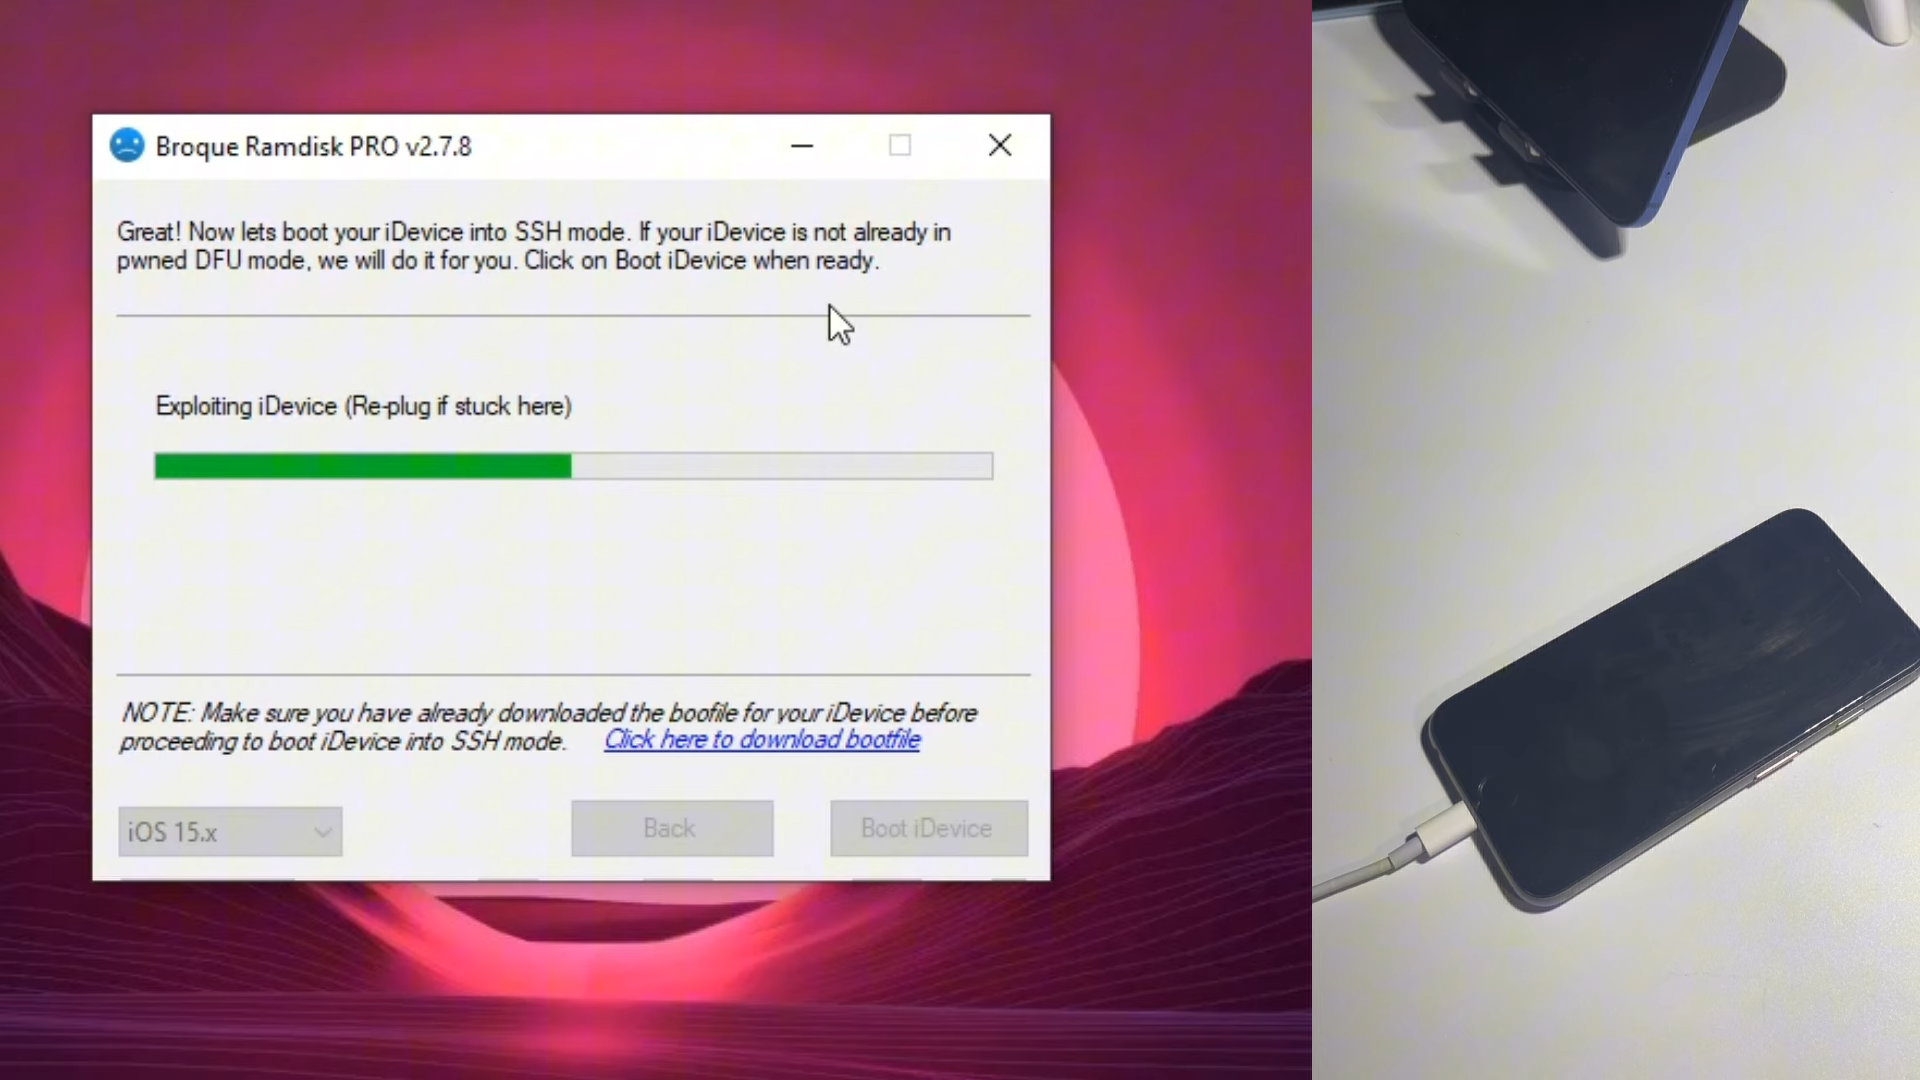 Broque Ramdisk PRO v2.7.8
Great! Now lets boot your iDevice into SSH mode. If your iDevice is not already in
pwned DFU mode, we will do it for you. Click on Boot iDevice when ready.
Exploiting iDevice (Re-plug if stuck here)
NOTE: Make sure you have already downloaded the boofile for your iDevice before
proceeding to boot iDevice into SSH mode. Click here to download bootfile
iOS 15.x
Back
Boot iDevice